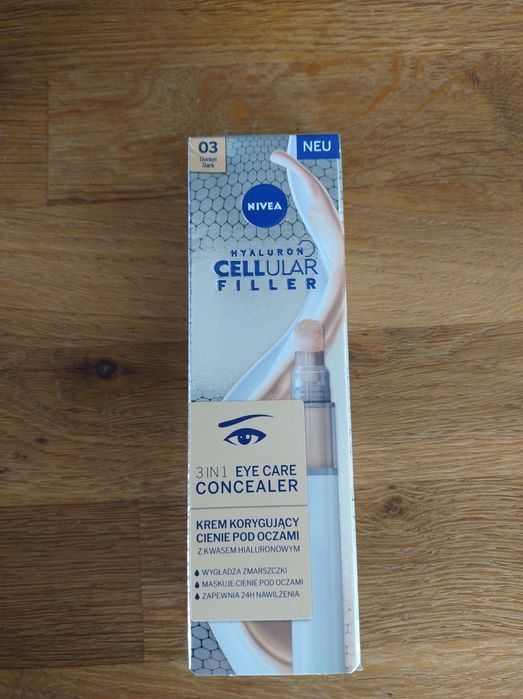 03
Dunkel
Dark
NEU
NIVEA
HYALURON
CELLULAR
FILLER
3 IN 1 EYE CARE
CONCEALER
KREM KORYGUJĄCY
CIENIE POD OCZAMI
Z KWASEM HIALURONOWYM
WYGŁADZA ZMARSZCZKI
MASKUJE CIENIE POD OCZAMI
ZAPEWNIA 24H NAWILŻENIA